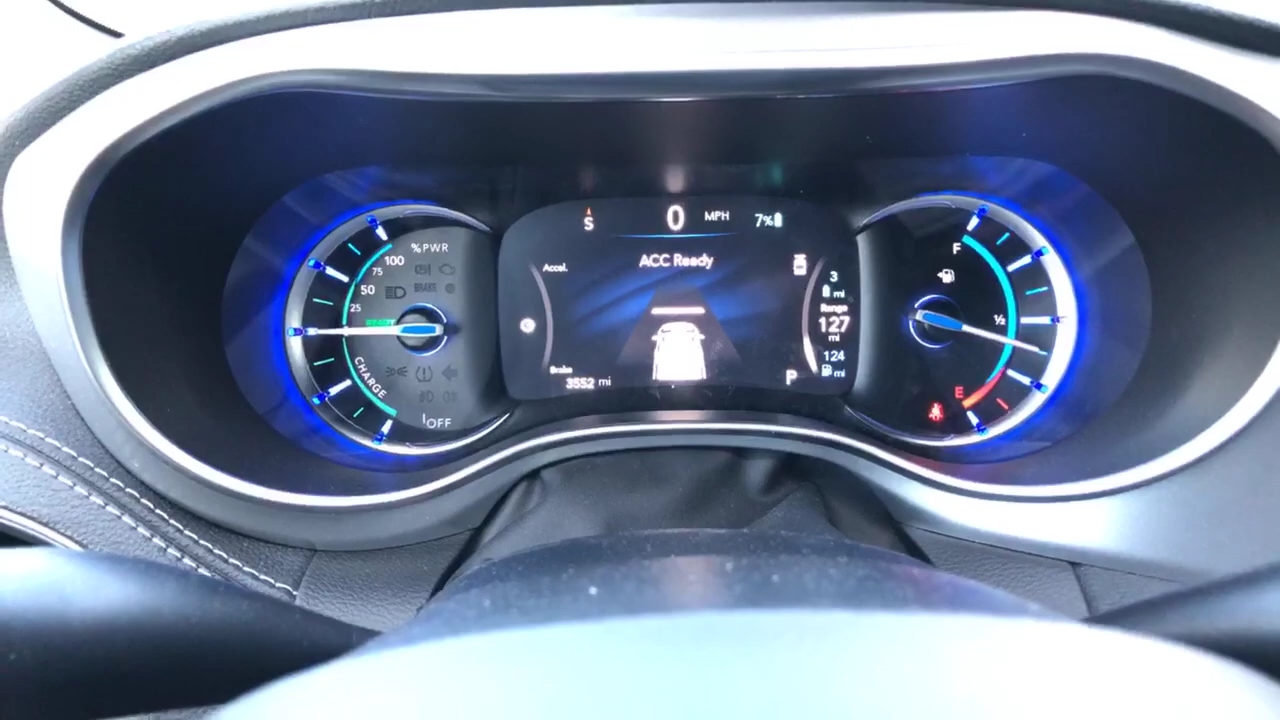 %PWR
100
75
50
25
READY
CHARGE
OFF
BRAKE
S
0 MPH
7%
ACC Ready
Accel.
Brake
3552 mi
P
3
mi
Range
127
mi
124
mi
F
½
E